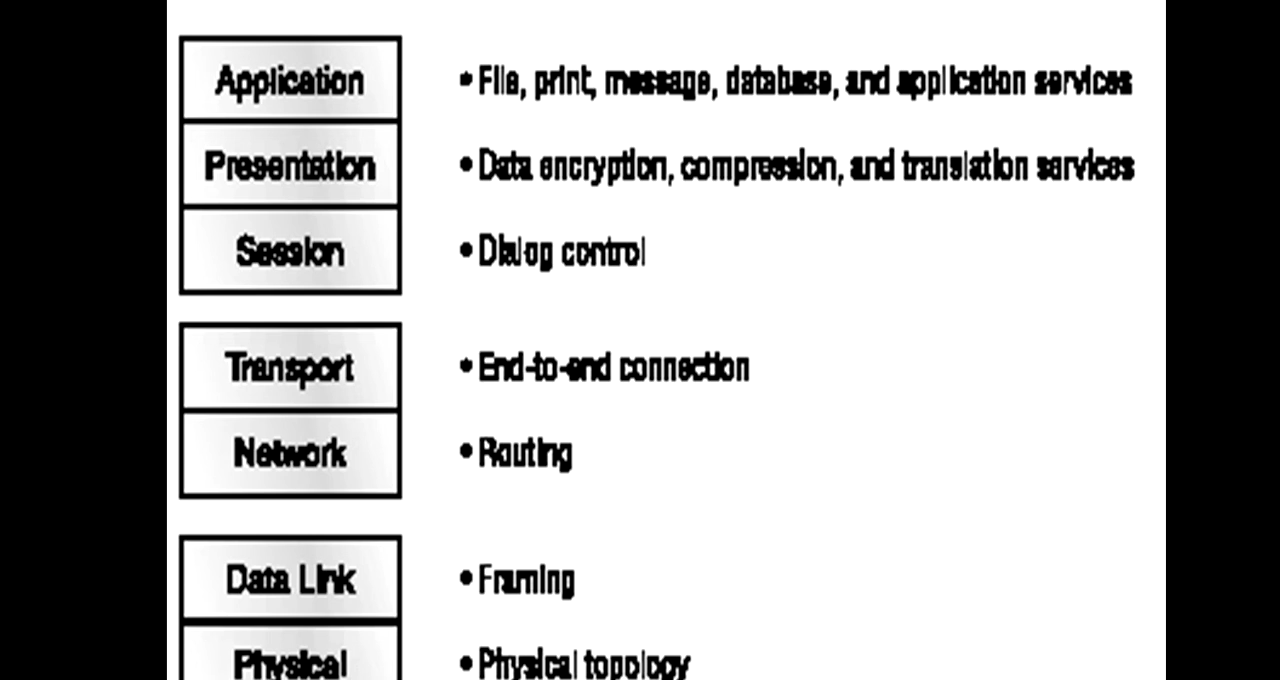 Application • File, print, message, database, and application services
Presentation • Data encryption, compression, and translation services
Session • Dialog control
Transport • End-to-end connection
Network • Routing
Data Link • Framing
Physical • Physical topology